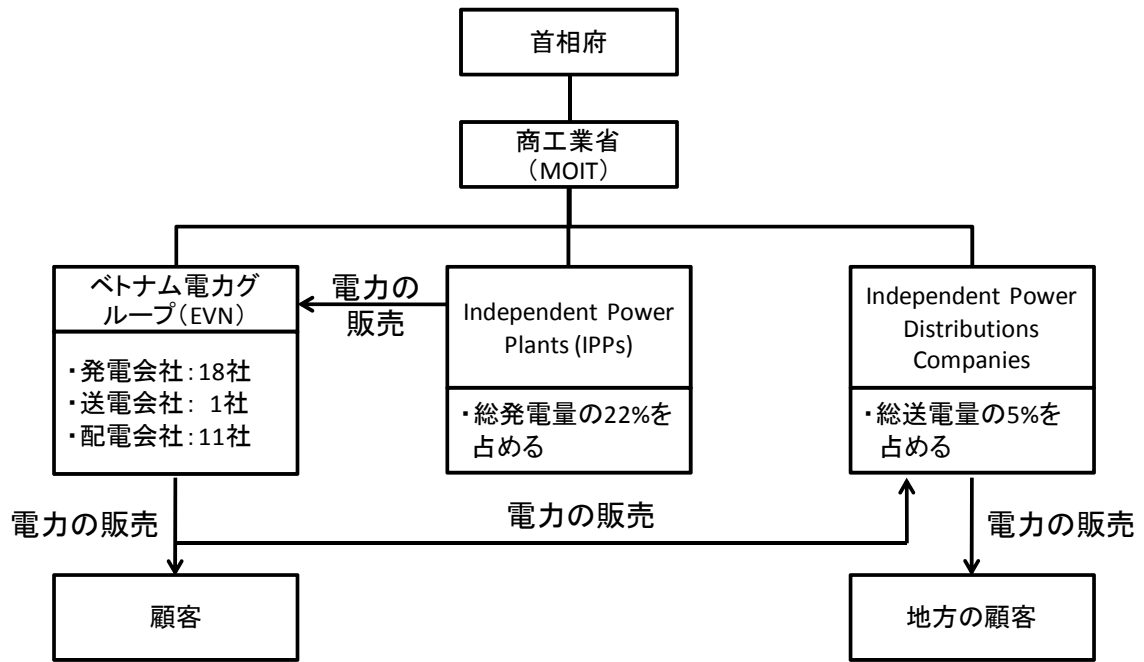 首相府
商工業省
（MOIT）
ベトナム電力グ
ループ（EVN）
・発電会社：18社
・送電会社： 1社
・配電会社：11社
電力の
販売
Independent Power
Plants (IPPs)
・総発電量の22%を
占める
Independent Power
Distributions
Companies
・総送電量の5%を
占める
電力の販売
電力の販売
電力の販売
顧客
地方の顧客